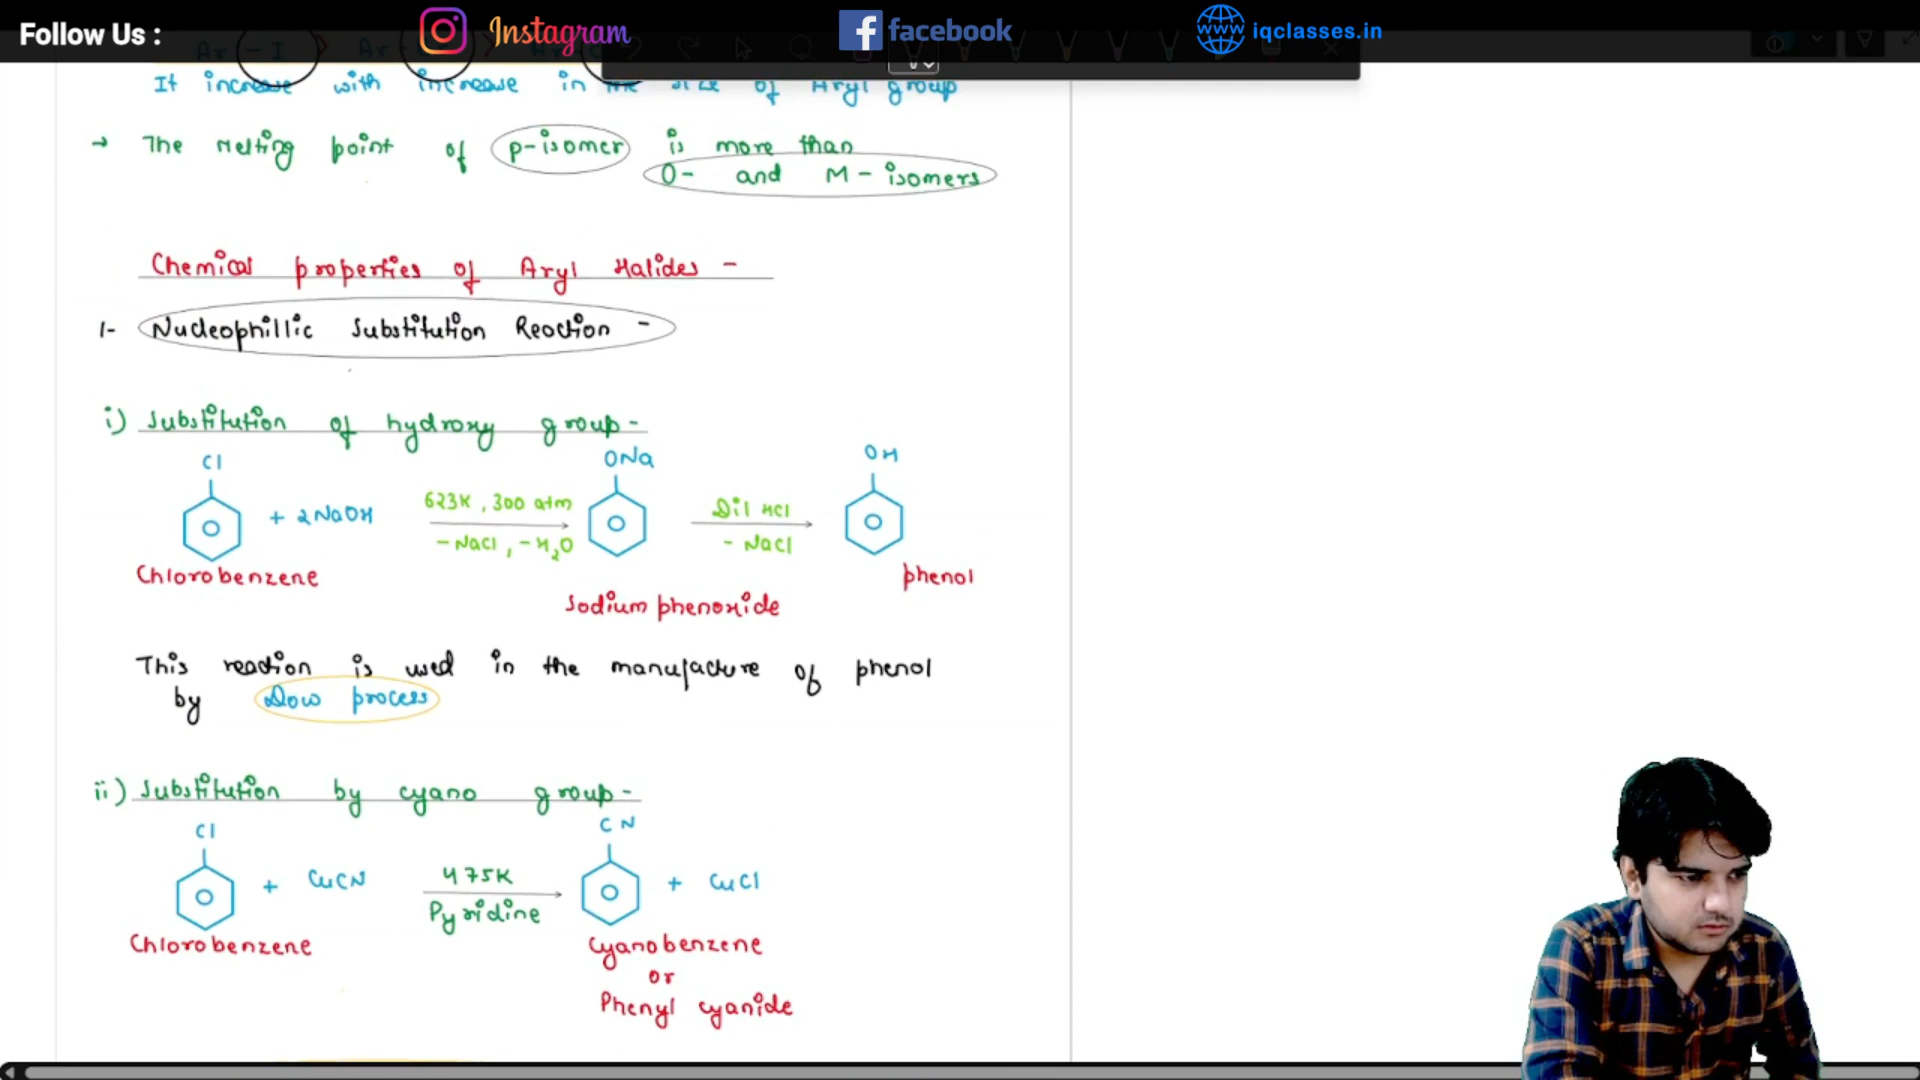 Follow Us :
Instagram
facebook
iqclasses.in
It increase with increase in the size of Aryl group
→ The Melting point of p-isomer is more than
O- and M- isomers
Chemical properties of Aryl Halides -
1- Nucleophillic Substitution Reaction -
i) Substitution of hydroxy group-
Cl
ONa
OH
+ 2NaOH
623K, 300 atm
-NaCl, -H₂O
Dil HCl
- NaCl
Chlorobenzene
Sodium phenoxide
phenol
This reaction is used in the manufacture of phenol
by Dow process
ii) Substitution by cyano group-
Cl
CN
+ CuCN
475K
Pyridine
+ CuCl
Chlorobenzene
Cyanobenzene
or
Phenyl cyanide